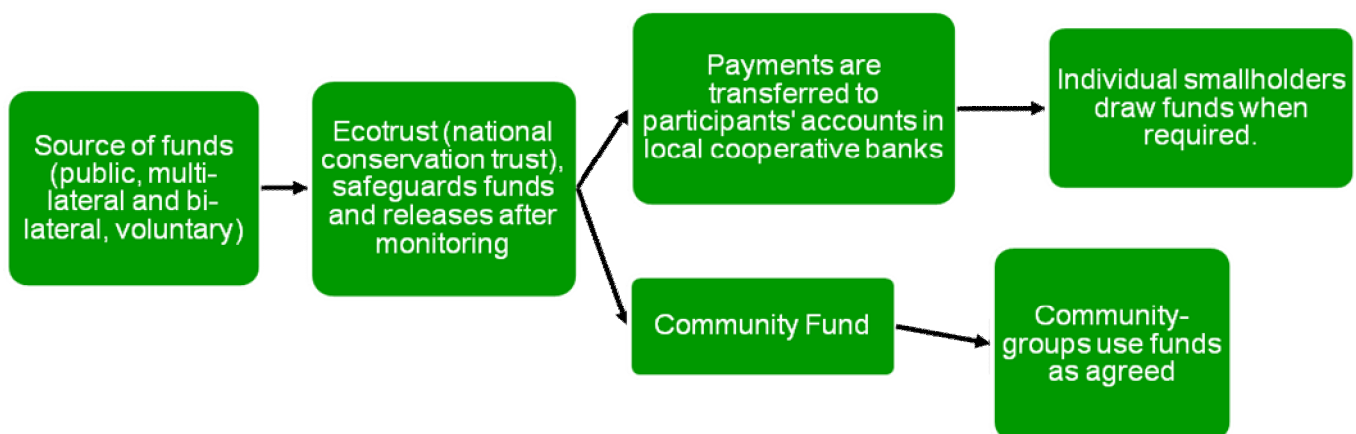 Source of funds
(public, multi-
lateral and bi-
lateral, voluntary)
Ecotrust (national
conservation trust),
safeguards funds
and releases after
monitoring
Payments are
transferred to
participants' accounts in
local cooperative banks
Individual smallholders
draw funds when
required.
Community Fund
Community-
groups use funds
as agreed